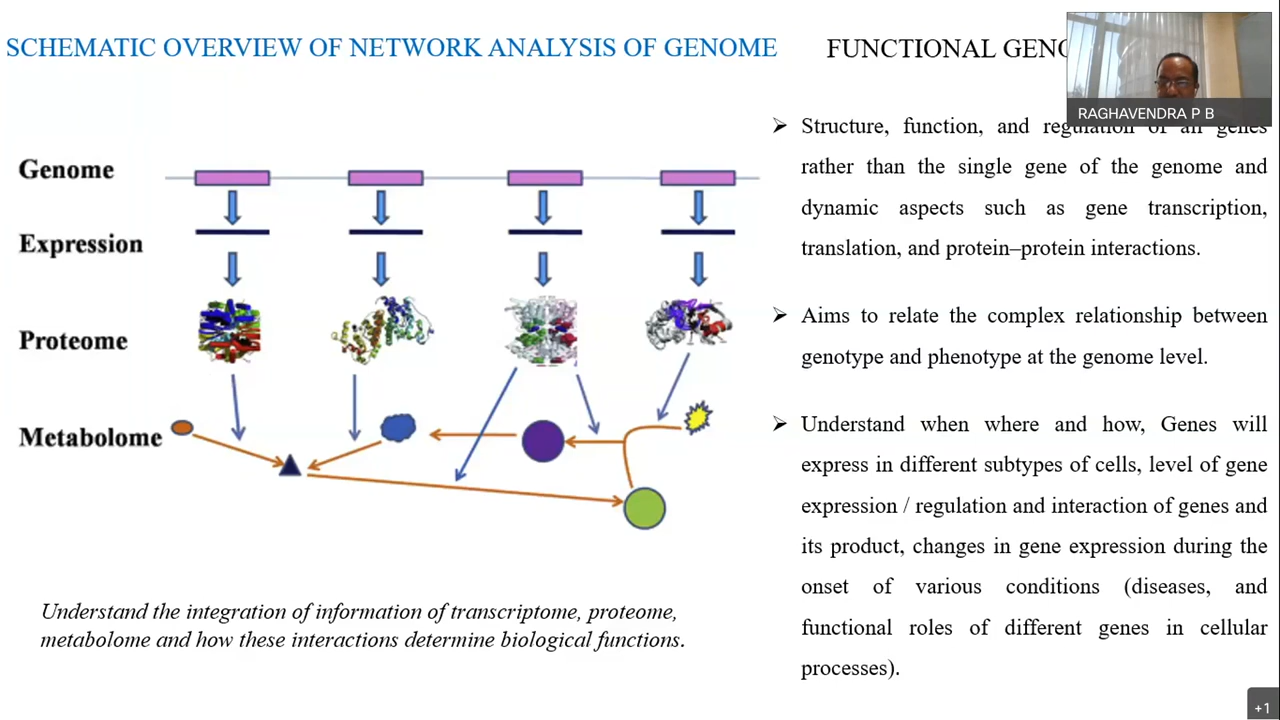 SCHEMATIC OVERVIEW OF NETWORK ANALYSIS OF GENOME
FUNCTIONAL
RAGHAVENDRA P B
Genome
Expression
Proteome
Metabolome
Understand the integration of information of transcriptome, proteome,
metabolome and how these interactions determine biological functions.
➢ Structure, function, and regulation of all genes
rather than the single gene of the genome and
dynamic aspects such as gene transcription,
translation, and protein–protein interactions.
➢ Aims to relate the complex relationship between
genotype and phenotype at the genome level.
➢ Understand when where and how, Genes will
express in different subtypes of cells, level of gene
expression / regulation and interaction of genes and
its product, changes in gene expression during the
onset of various conditions (diseases, and
functional roles of different genes in cellular
processes).
+1